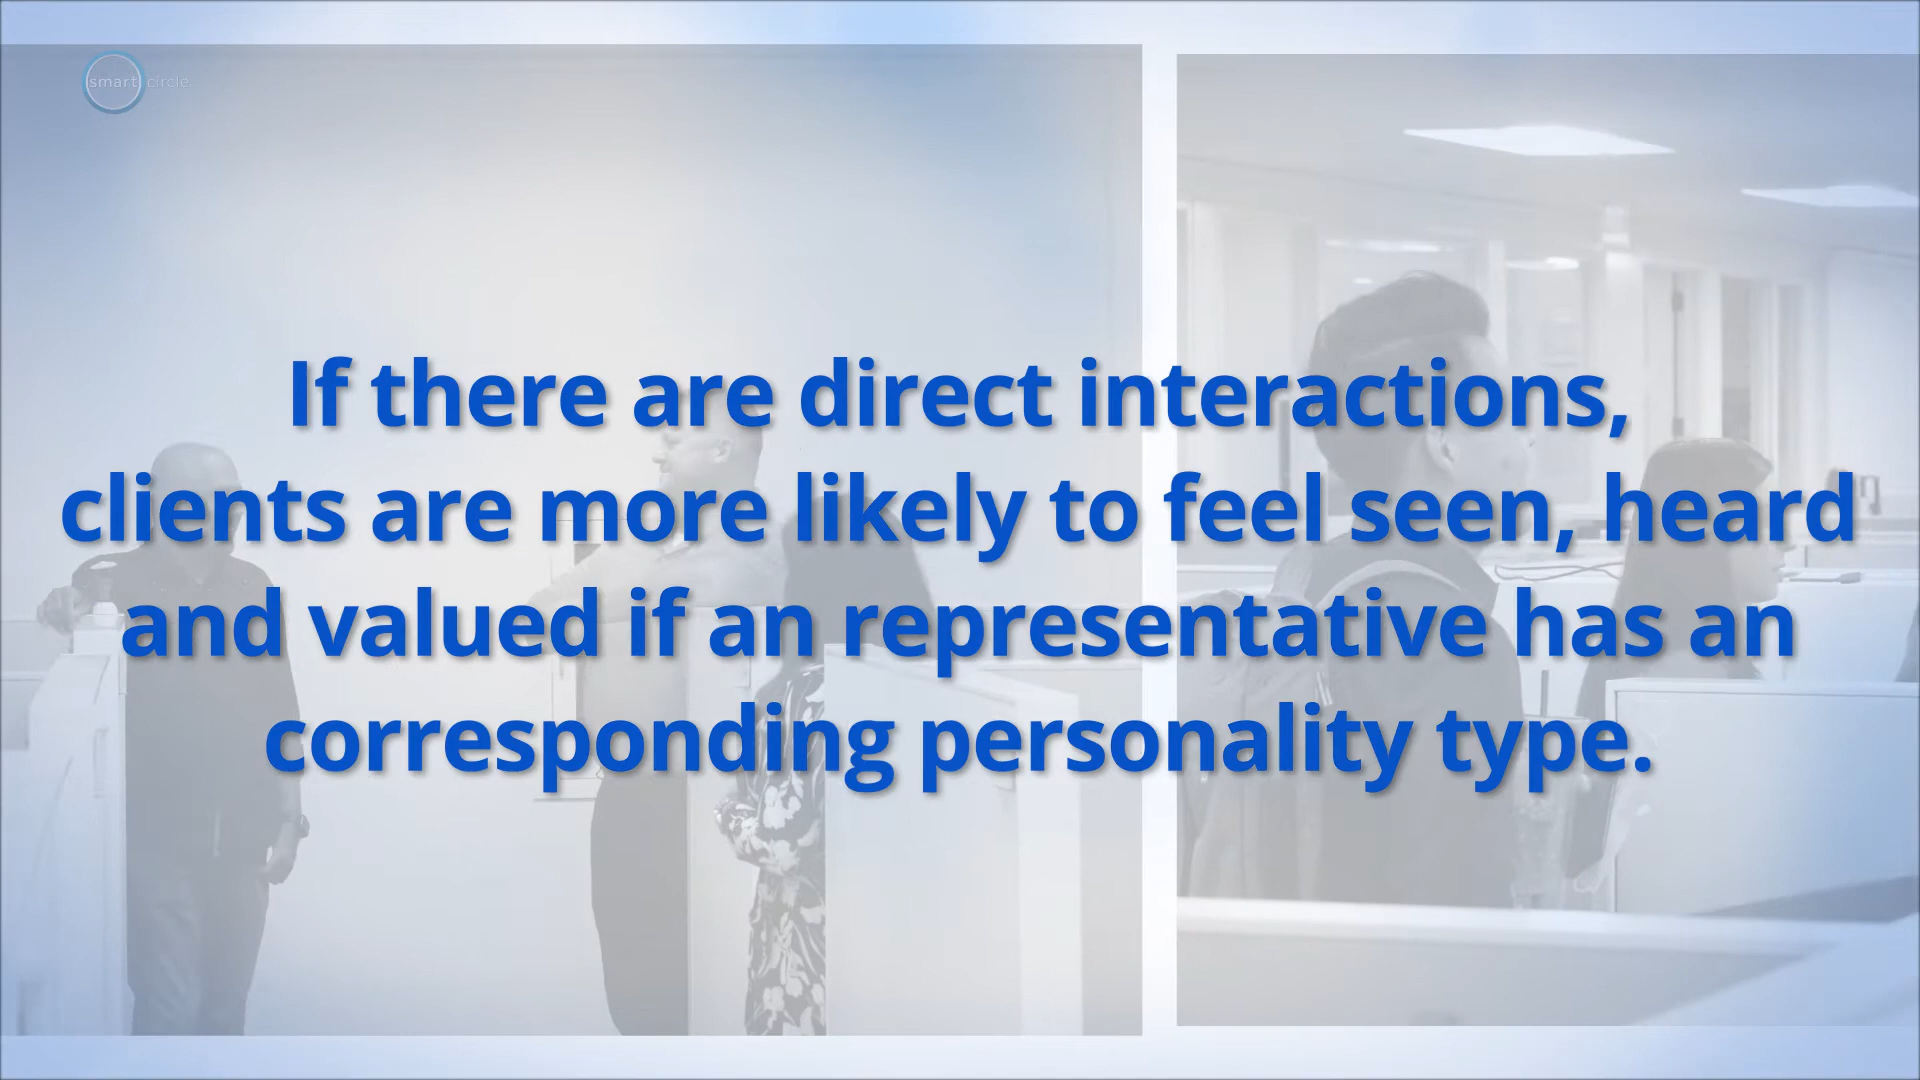 smart circle
If there are direct interactions,
clients are more likely to feel seen, heard
and valued if an representative has an
corresponding personality type.